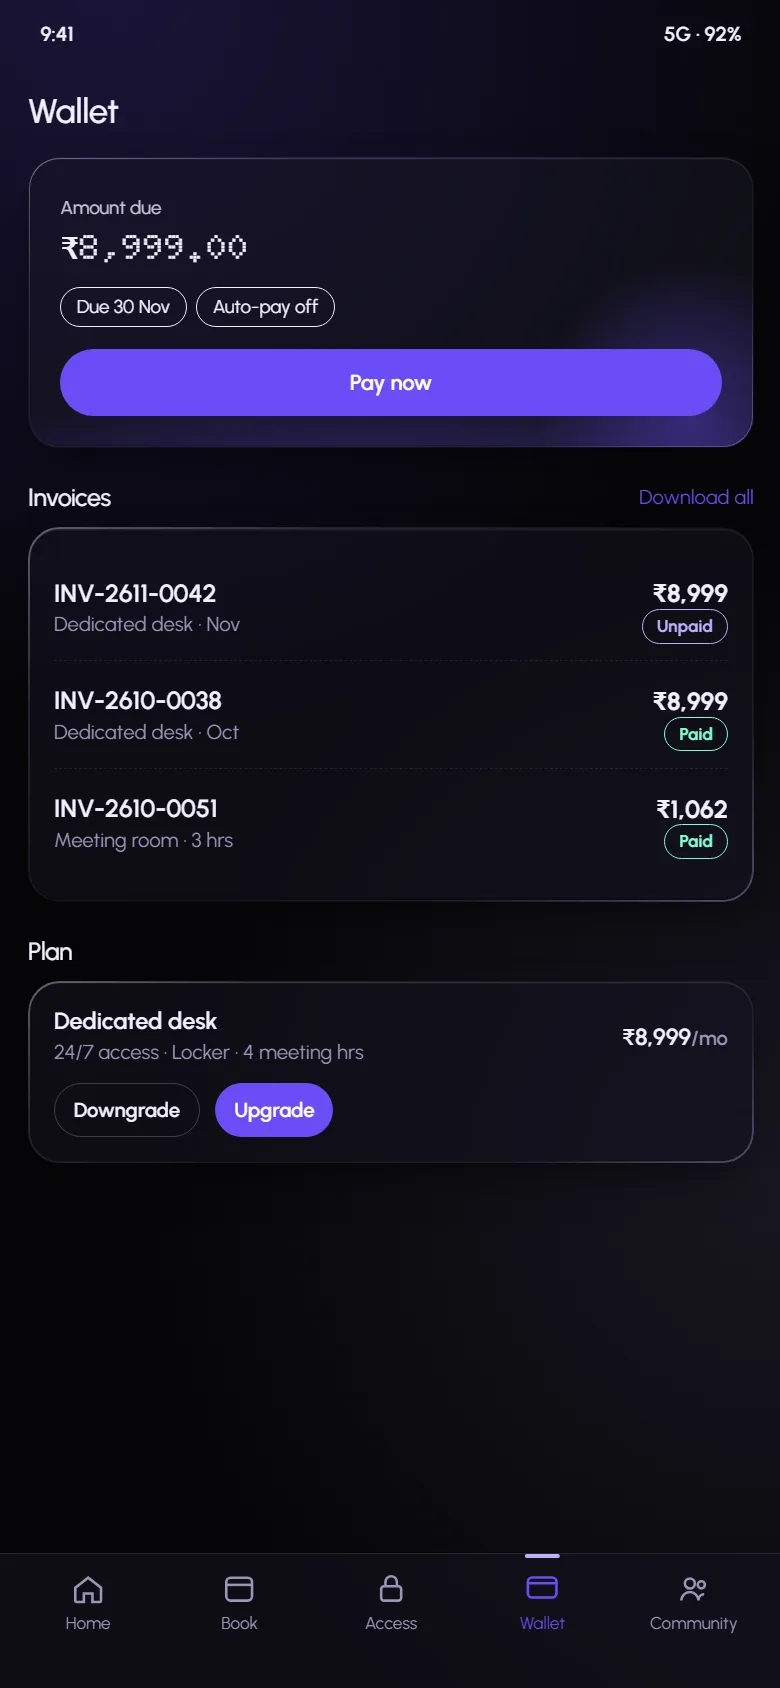 9:41
5G · 92%
Wallet
Amount due
₹8,999.00
Due 30 Nov
Auto-pay off
Pay now
Invoices
Download all
INV-2611-0042
₹8,999
Dedicated desk · Nov
Unpaid
INV-2610-0038
₹8,999
Dedicated desk · Oct
Paid
INV-2610-0051
₹1,062
Meeting room · 3 hrs
Paid
Plan
Dedicated desk
24/7 access · Locker · 4 meeting hrs
₹8,999/mo
Downgrade
Upgrade
Home
Book
Access
Wallet
Community